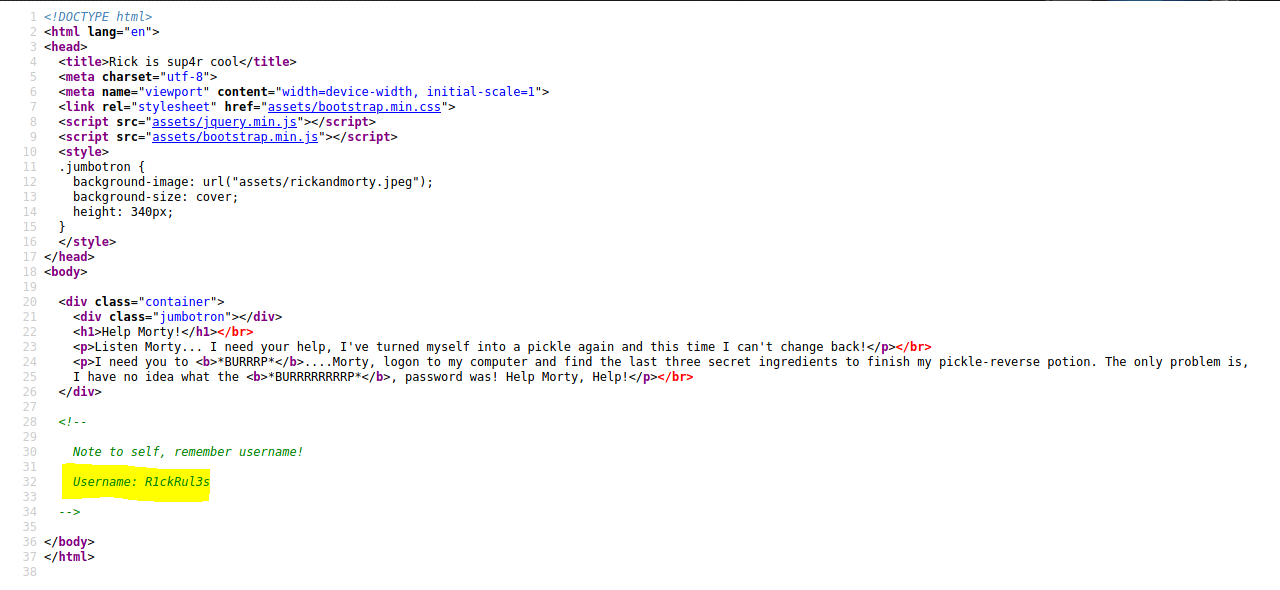 1 <!DOCTYPE html>
2 <html lang="en">
3 <head>
4 <title>Rick is sup4r cool</title>
5 <meta charset="utf-8">
6 <meta name="viewport" content="width=device-width, initial-scale=1">
7 <link rel="stylesheet" href="assets/bootstrap.min.css">
8 <script src="assets/jquery.min.js"></script>
9 <script src="assets/bootstrap.min.js"></script>
10 <style>
11 .jumbotron {
12 background-image: url("assets/rickandmorty.jpeg");
13 background-size: cover;
14 height: 340px;
15 }
16 </style>
17 </head>
18 <body>
19
20 <div class="container">
21 <div class="jumbotron"></div>
22 <h1>Help Morty!</h1></br>
23 <p>Listen Morty... I need your help, I've turned myself into a pickle again and this time I can't change back!</p></br>
24 <p>I need you to <b>*BURRRP*</b>....Morty, logon to my computer and find the last three secret ingredients to finish my pickle-reverse potion. The only problem is,
25 I have no idea what the <b>*BURRRRRRRRP*</b>, password was! Help Morty, Help!</p></br>
26 </div>
27
28 <!--
29
30 Note to self, remember username!
31
32 Username: R1ckRul3s
33
34 -->
35
36 </body>
37 </html>
38